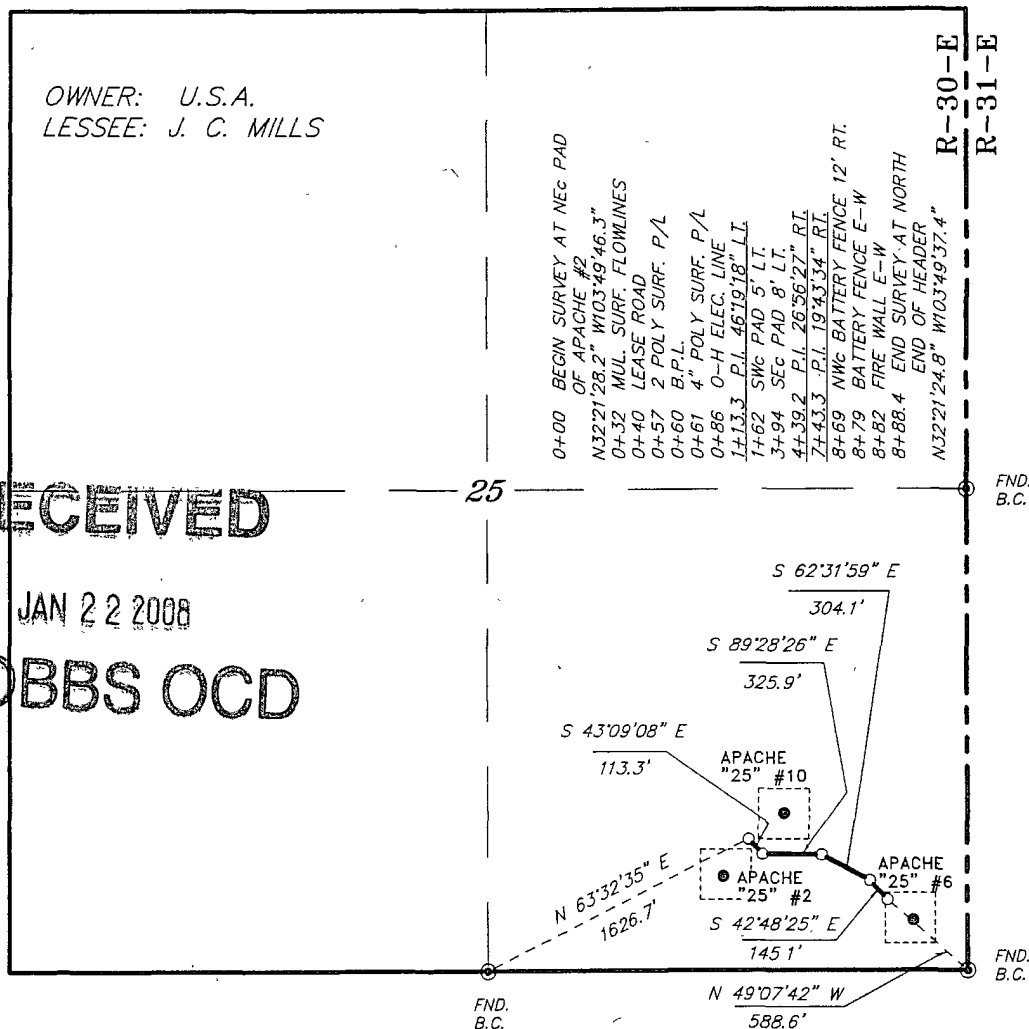 OWNER: U.S.A.
LESSEE: J. C. MILLS
R-30-E
R-31-E
0+00 BEGIN SURVEY AT NEc PAD
OF APACHE #2
N32°21'28.2" W103°49'46.3"
0+32 MUL. SURF. FLOWLINES
0+40 LEASE ROAD
0+57 2 POLY SURF. P/L
0+60 B.P.L.
0+61 4" POLY SURF. P/L
0+86 O-H ELEC. LINE
1+13.3 P.I. 46°19'18" LT.
1+62 SWc PAD 5' LT.
3+94 SEc PAD 8' LT.
4+39.2 P.I. 26°56'27" RT.
7+43.3 P.I. 19°43'34" RT.
8+69 NWc BATTERY FENCE 12' RT.
8+79 BATTERY FENCE E-W
8+82 FIRE WALL E-W
8+88.4 END SURVEY AT NORTH
END OF HEADER
N32°21'24.8" W103°49'37.4"
25
FND.
B.C.
ECEIVED
JAN 22 2008
OBBS OCD
S 62°31'59" E
304.1'
S 89°28'26" E
325.9'
S 43°09'08" E
113.3'
APACHE
"25" #10
N 63°32'35" E
1626.7'
APACHE
"25" #2
APACHE
"25" #6
S 42°48'25" E
145.1'
N 49°07'42" W
588.6'
FND.
B.C.
FND.
B.C.